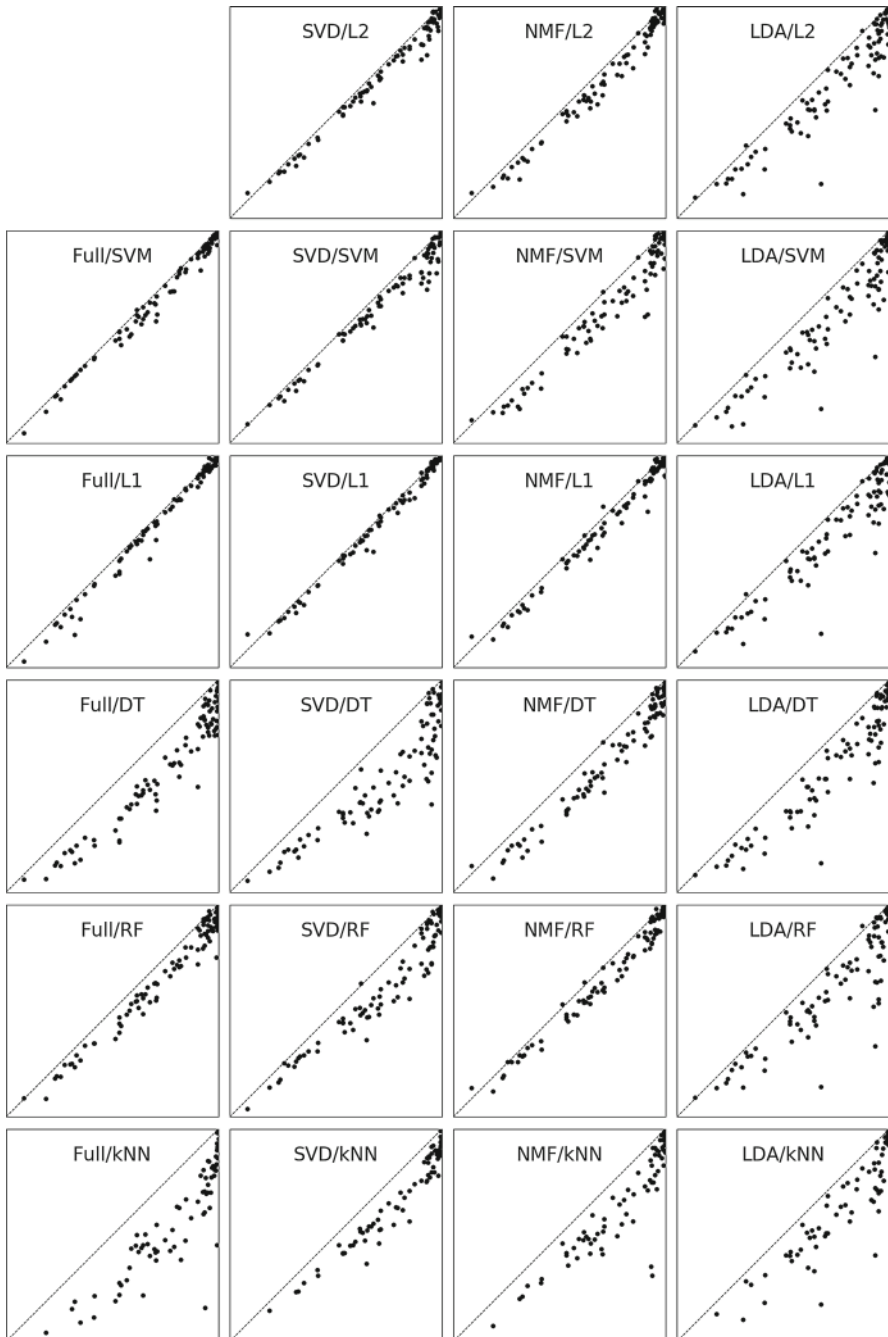 SVD/L2 NMF/L2 LDA/L2
Full/SVM SVD/SVM NMF/SVM LDA/SVM
Full/L1 SVD/L1 NMF/L1 LDA/L1
Full/DT SVD/DT NMF/DT LDA/DT
Full/RF SVD/RF NMF/RF LDA/RF
Full/kNN SVD/kNN NMF/kNN LDA/kNN